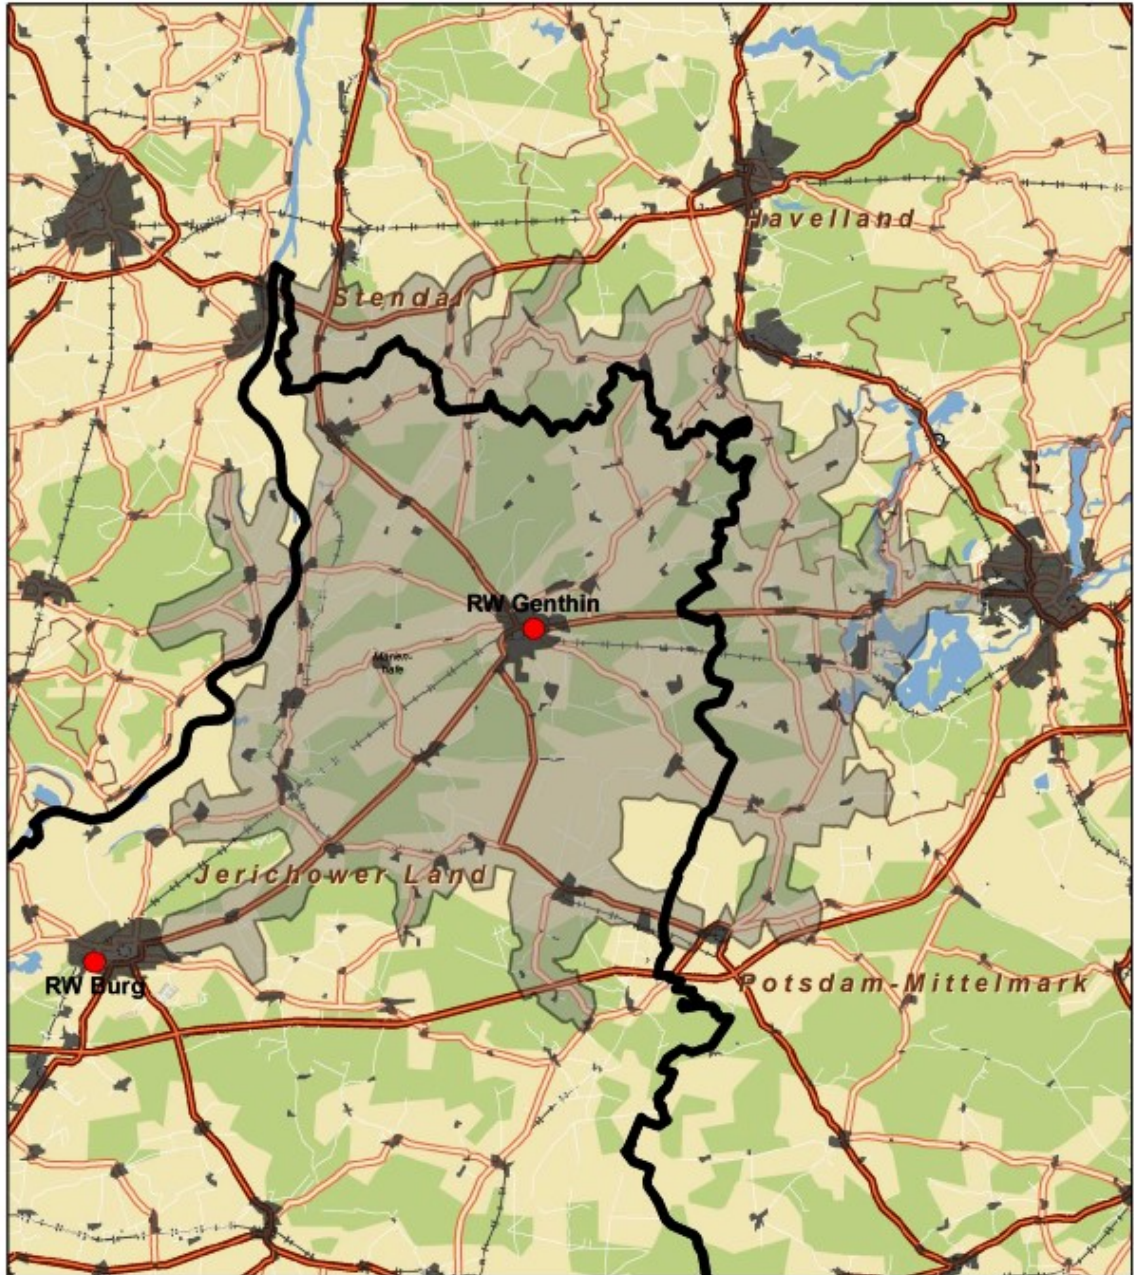 Havelland
Stendal
RW Genthin
Jerichower Land
RW Burg
Potsdam-Mittelmark